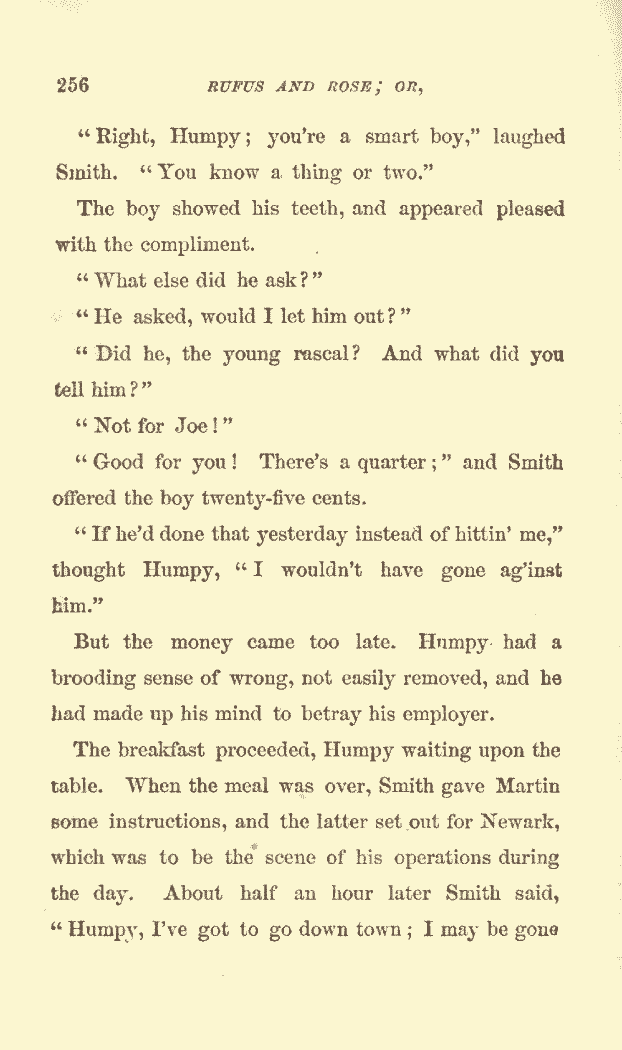 256 RUFUS AND ROSE; OR,
"Right, Humpy; you're a smart boy," laughed
Smith. "You know a thing or two."
The boy showed his teeth, and appeared pleased
with the compliment.
"What else did he ask?"
"He asked, would I let him out?"
"Did he, the young rascal? And what did you
tell him?"
"Not for Joe!"
"Good for you! There's a quarter;" and Smith
offered the boy twenty-five cents.
"If he'd done that yesterday instead of hittin' me,"
thought Humpy, "I wouldn't have gone ag'inst
him."
But the money came too late. Humpy had a
brooding sense of wrong, not easily removed, and he
had made up his mind to betray his employer.
The breakfast proceeded, Humpy waiting upon the
table. When the meal was over, Smith gave Martin
some instructions, and the latter set out for Newark,
which was to be the scene of his operations during
the day. About half an hour later Smith said,
"Humpy, I've got to go down town; I may be gone